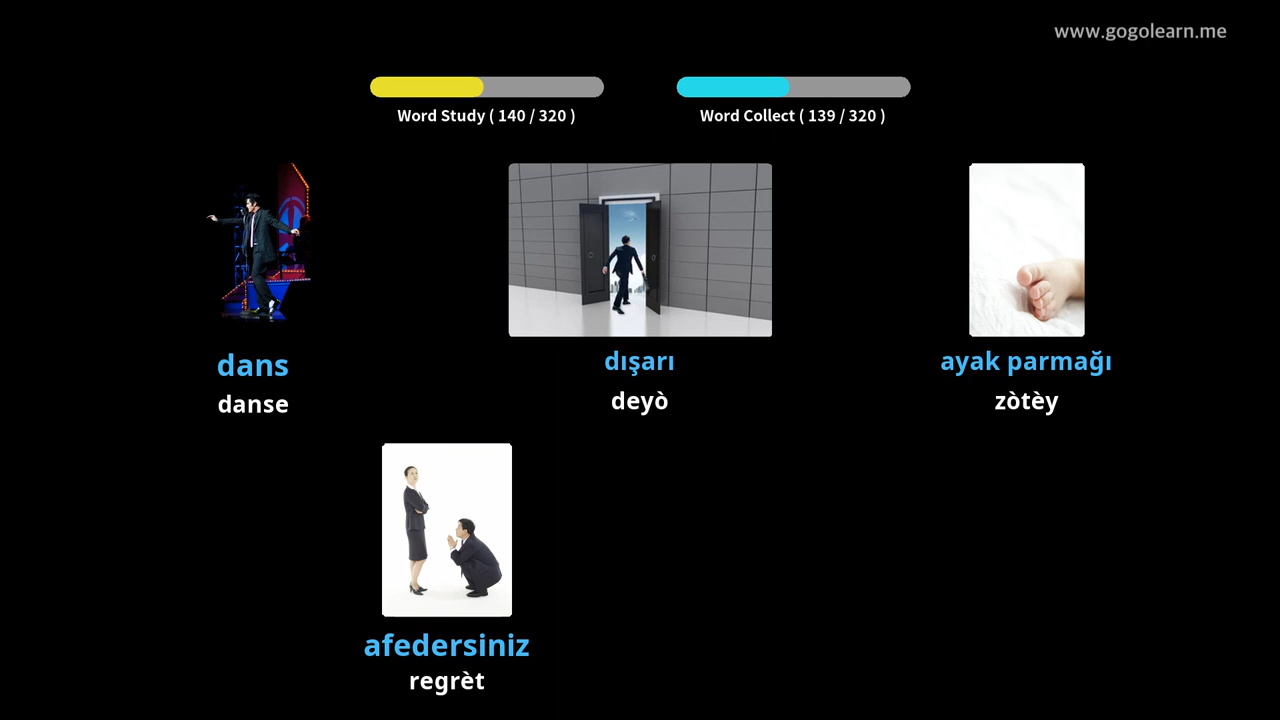 www.gogolearn.me
Word Study ( 140 / 320 )
Word Collect ( 139 / 320 )
dans
danse
dışarı
deyò
ayak parmağı
zòtèy
afedersiniz
regrèt